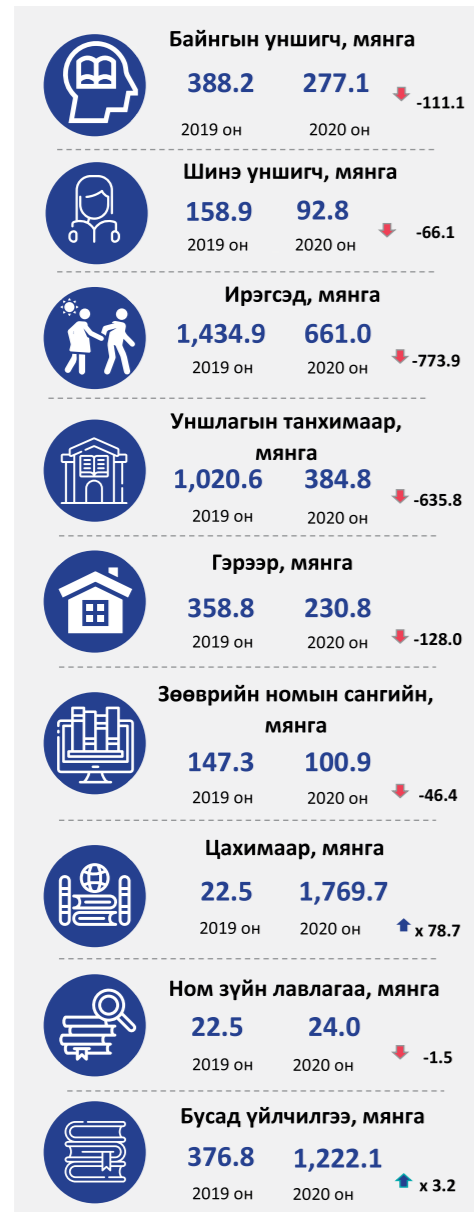 Байнгын уншигч, мянга
388.2 277.1 -111.1
2019 он 2020 он
Шинэ уншигч, мянга
158.9 92.8 -66.1
2019 он 2020 он
Ирэгсэд, мянга
1,434.9 661.0 -773.9
2019 он 2020 он
Уншлагын танхимаар,
мянга
1,020.6 384.8 -635.8
2019 он 2020 он
Гэрээр, мянга
358.8 230.8 -128.0
2019 он 2020 он
Зөөврийн номын сангийн,
мянга
147.3 100.9 -46.4
2019 он 2020 он
Цахимаар, мянга
22.5 1,769.7 x 78.7
2019 он 2020 он
Ном зүйн лавлагаа, мянга
22.5 24.0 -1.5
2019 он 2020 он
Бусад үйлчилгээ, мянга
376.8 1,222.1 x 3.2
2019 он 2020 он